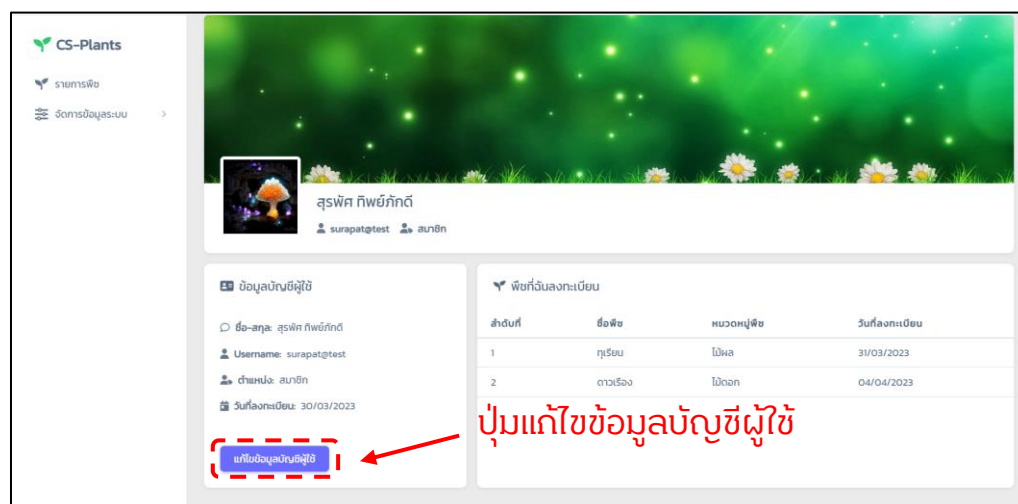 CS-Plants
รายการพืช
จัดการข้อมูลระบบ
สุรพัศ ทิพย์ภักดี
surapat@test สมาชิก
ข้อมูลบัญชีผู้ใช้
ชื่อ-สกุล: สุรพัศ ทิพย์ภักดี
Username: surapat@test
ตำแหน่ง: สมาชิก
วันที่ลงทะเบียน: 30/03/2023
แก้ไขข้อมูลบัญชีผู้ใช้
พืชที่ฉันลงทะเบียน
ลำดับที่ ชื่อพืช หมวดหมู่พืช วันที่ลงทะเบียน
1 ทุเรียน ไม้ผล 31/03/2023
2 ดาวเรือง ไม้ดอก 04/04/2023
ปุ่มแก้ไขข้อมูลบัญชีผู้ใช้